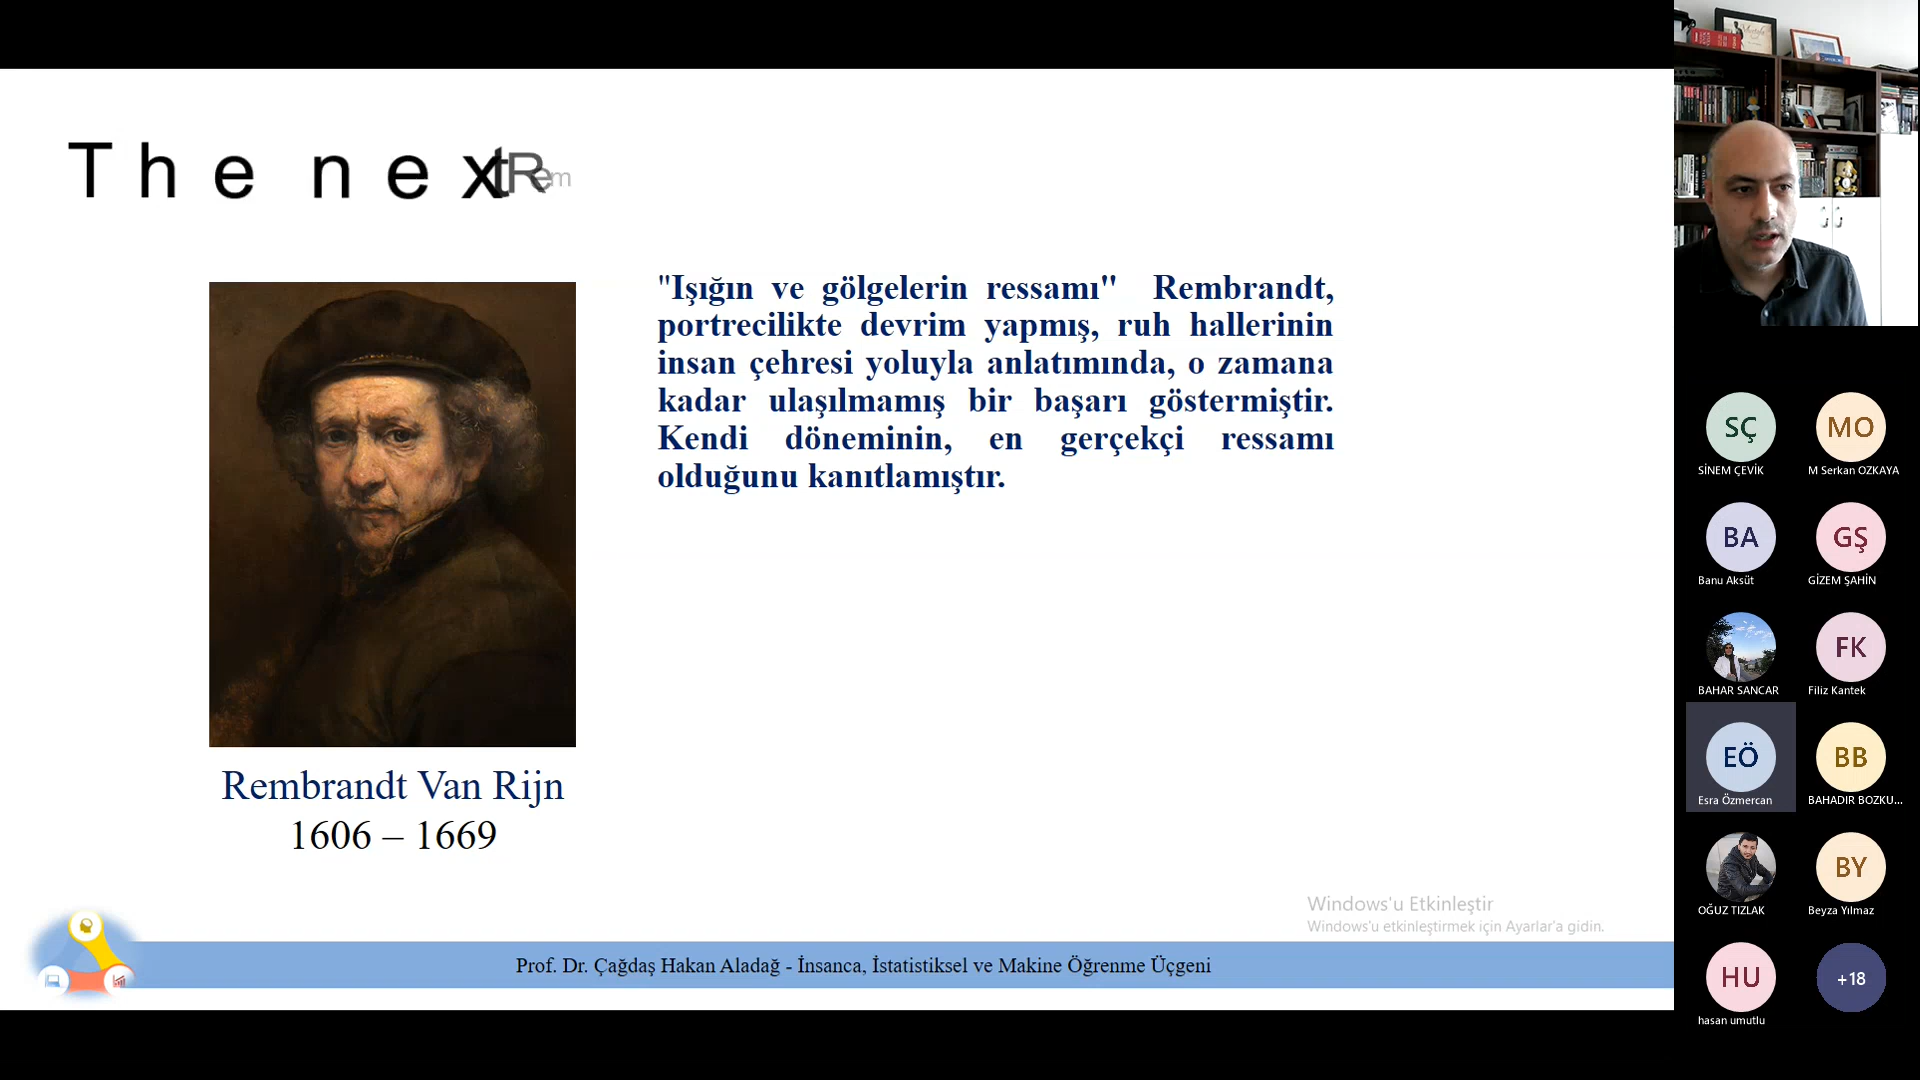 The next Rem
"Işığın ve gölgelerin ressamı" Rembrandt,
portrecilikte devrim yapmış, ruh hallerinin
insan çehresi yoluyla anlatımında, o zamana
kadar ulaşılmamış bir başarı göstermiştir.
Kendi döneminin, en gerçekçi ressamı
olduğunu kanıtlamıştır.
Rembrandt Van Rijn
1606 – 1669
Windows'u Etkinleştir
Windows'u etkinleştirmek için Ayarlar'a gidin.
Prof. Dr. Çağdaş Hakan Aladağ - İnsanca, İstatistiksel ve Makine Öğrenme Üçgeni
SÇ
SİNEM ÇEVİK
MO
M Serkan OZKAYA
BA
Banu Aksüt
GŞ
GİZEM ŞAHİN
BAHAR SANCAR
FK
Filiz Kantek
EÖ
Esra Özmercan
BB
BAHADIR BOZKU...
OĞUZ TIZLAK
BY
Beyza Yılmaz
HU
hasan umutlu
+18